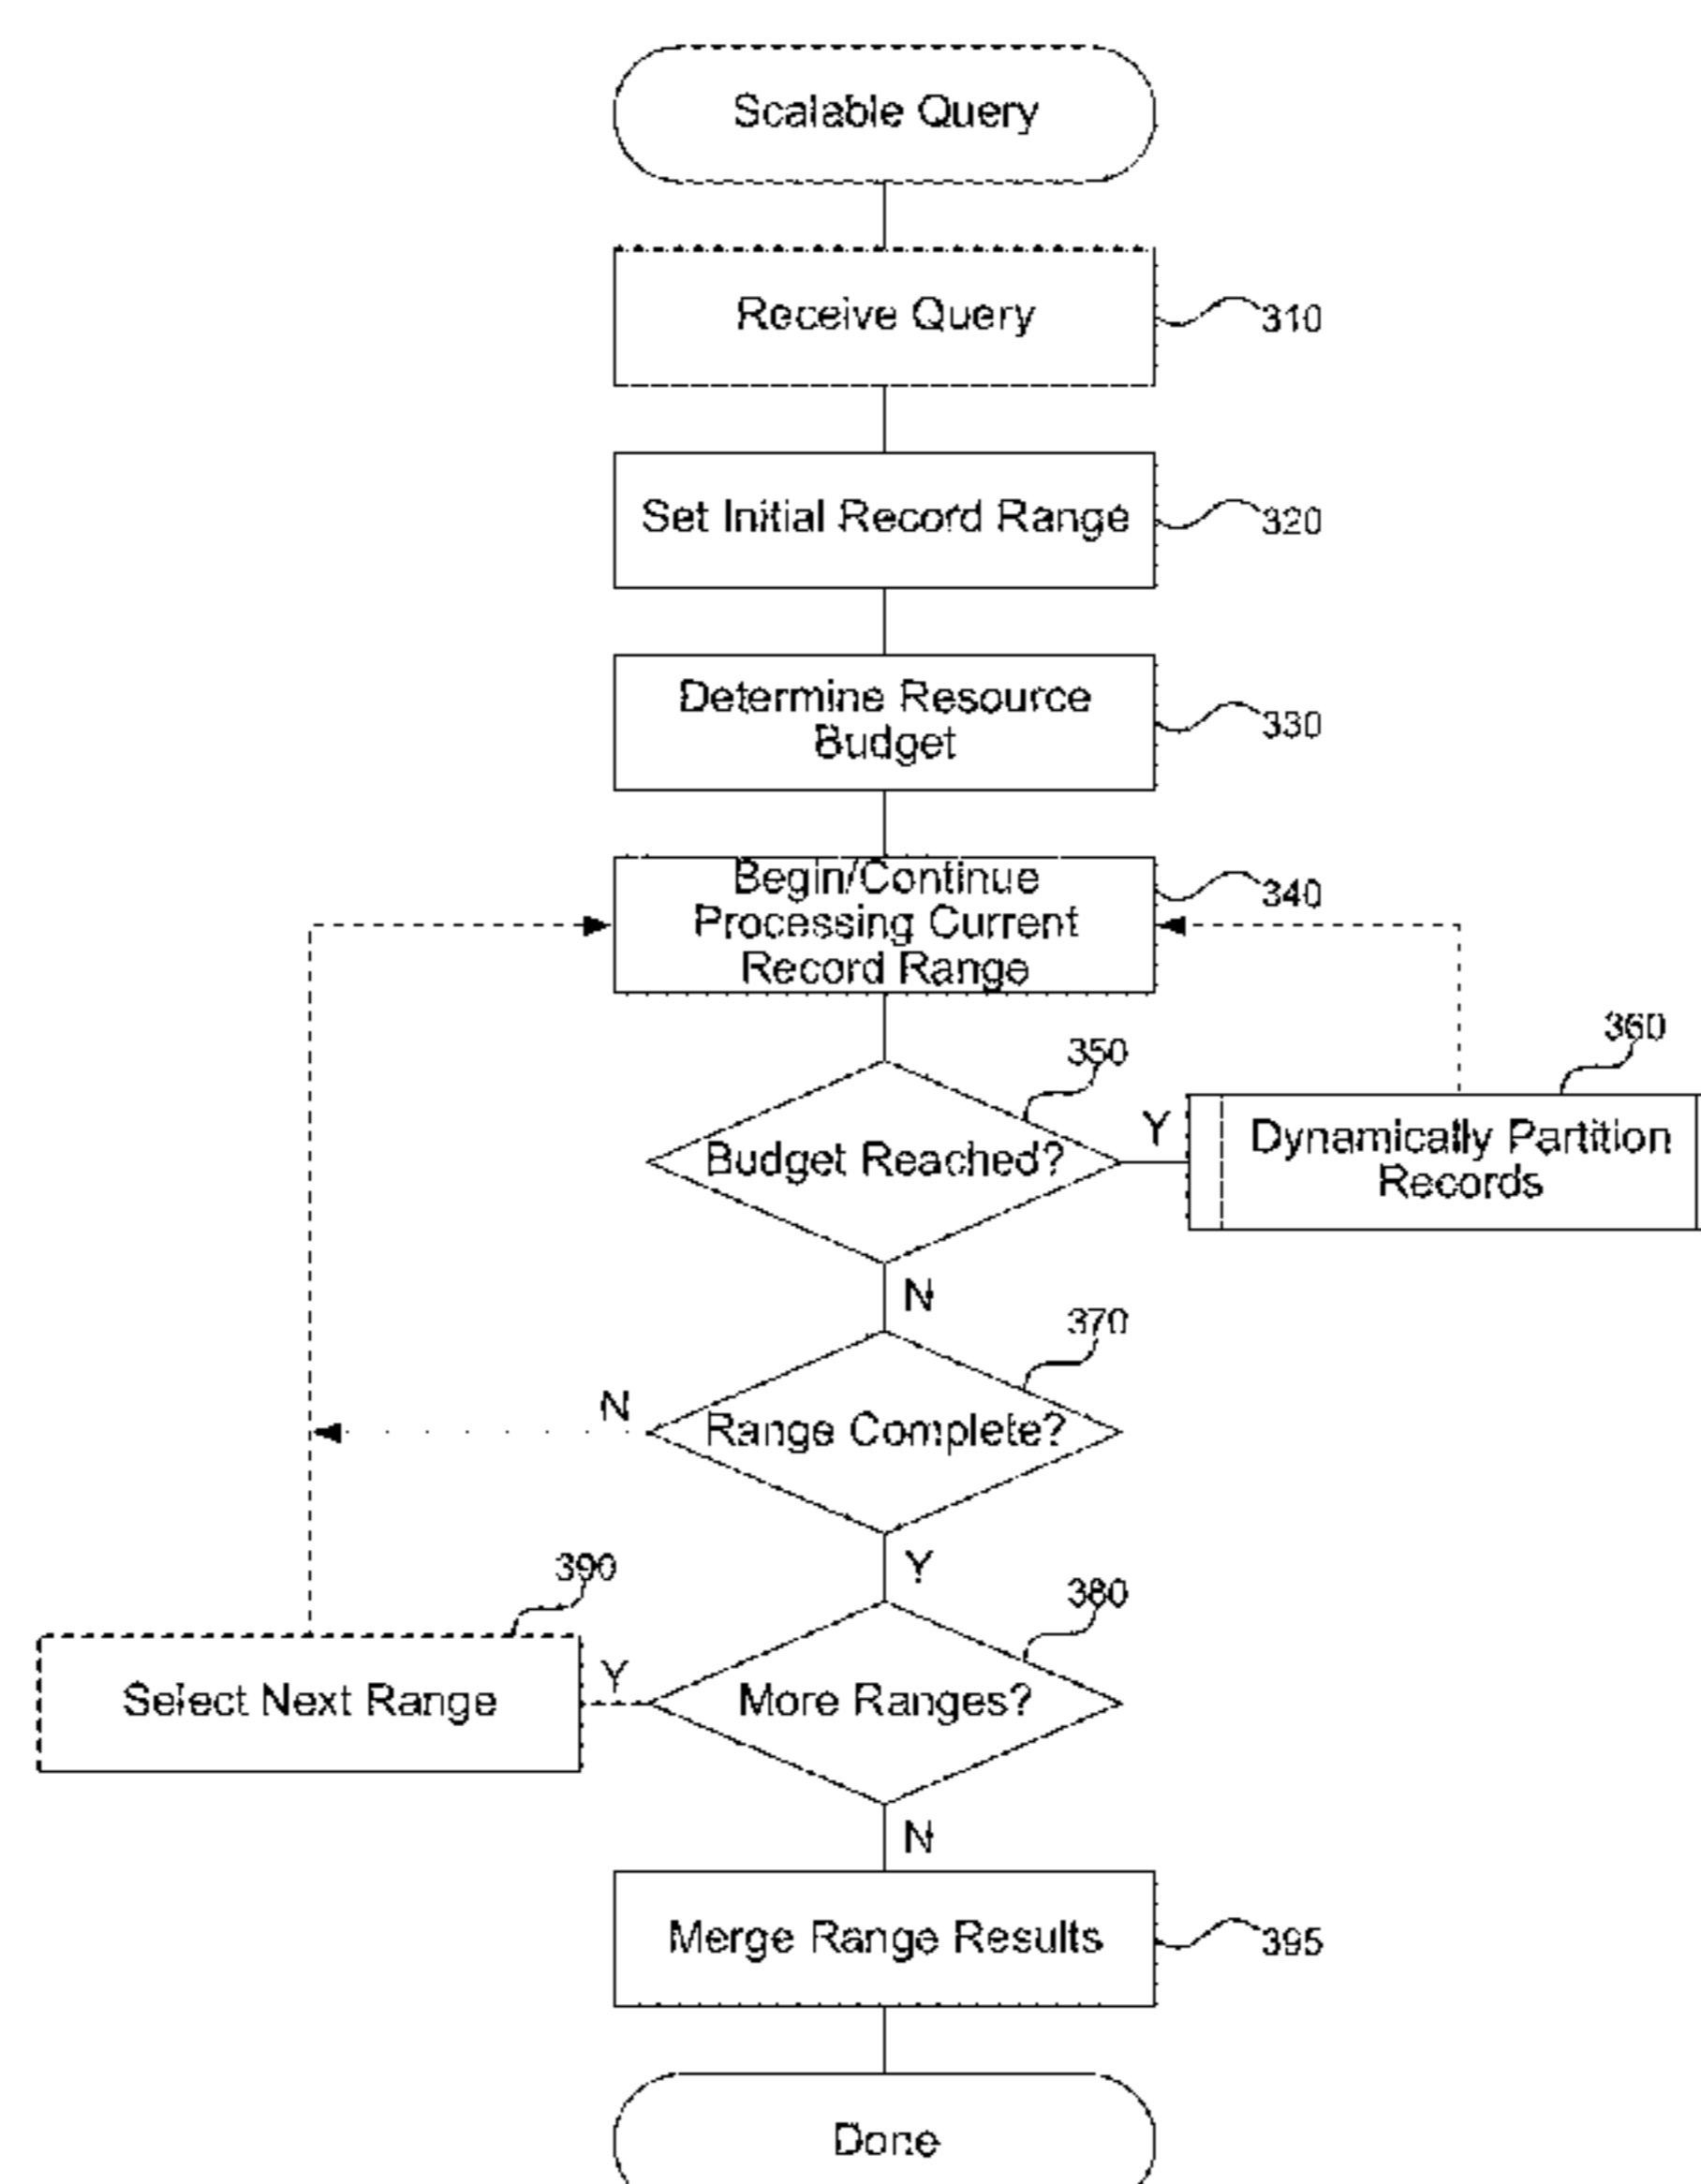 Scalable Query
Receive Query
310
Set Initial Record Range
320
Determine Resource
Budget
330
Begin/Continue
Processing Current
Record Range
340
350
Budget Reached?
Y
360
Dynamically Partition
Records
N
370
N
Range Complete?
Y
390
380
Select Next Range
Y
More Ranges?
N
Merge Range Results
395
Done